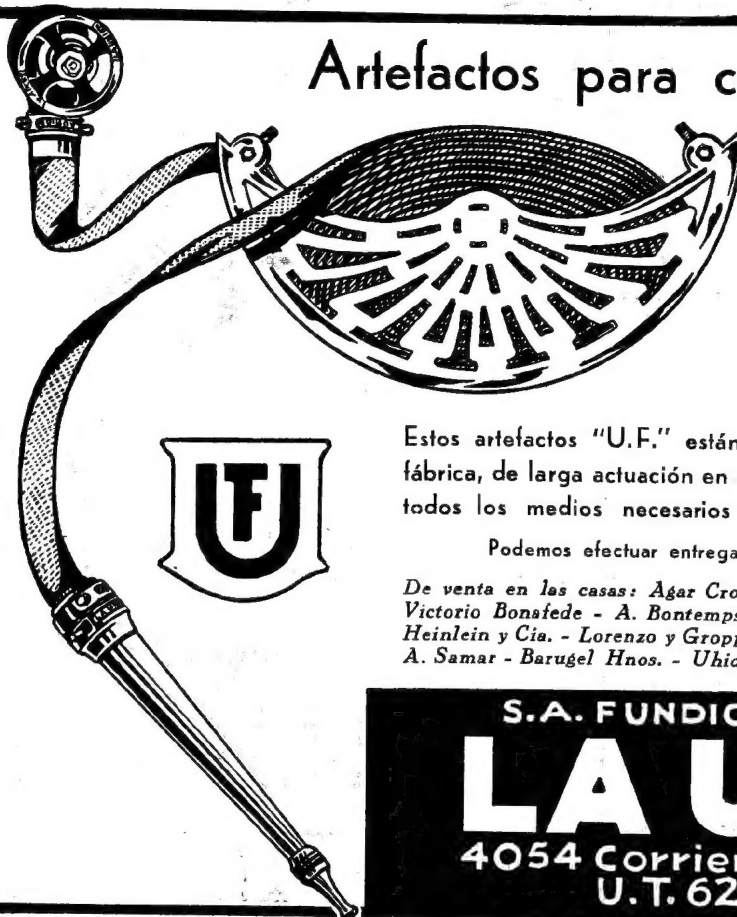 Artefactos para c
UF
Estos artefactos "U.F." están
fábrica, de larga actuación en
todos los medios necesarios
Podemos efectuar entrega
De venta en las casas: Agar Cro
Victorio Bonafede - A. Bontemps
Heinlein y Cia. - Lorenzo y Gropp
A. Samar - Barugel Hnos. - Uhic
S.A. FUNDIC
LAU
4054 Corrien
U.T. 62